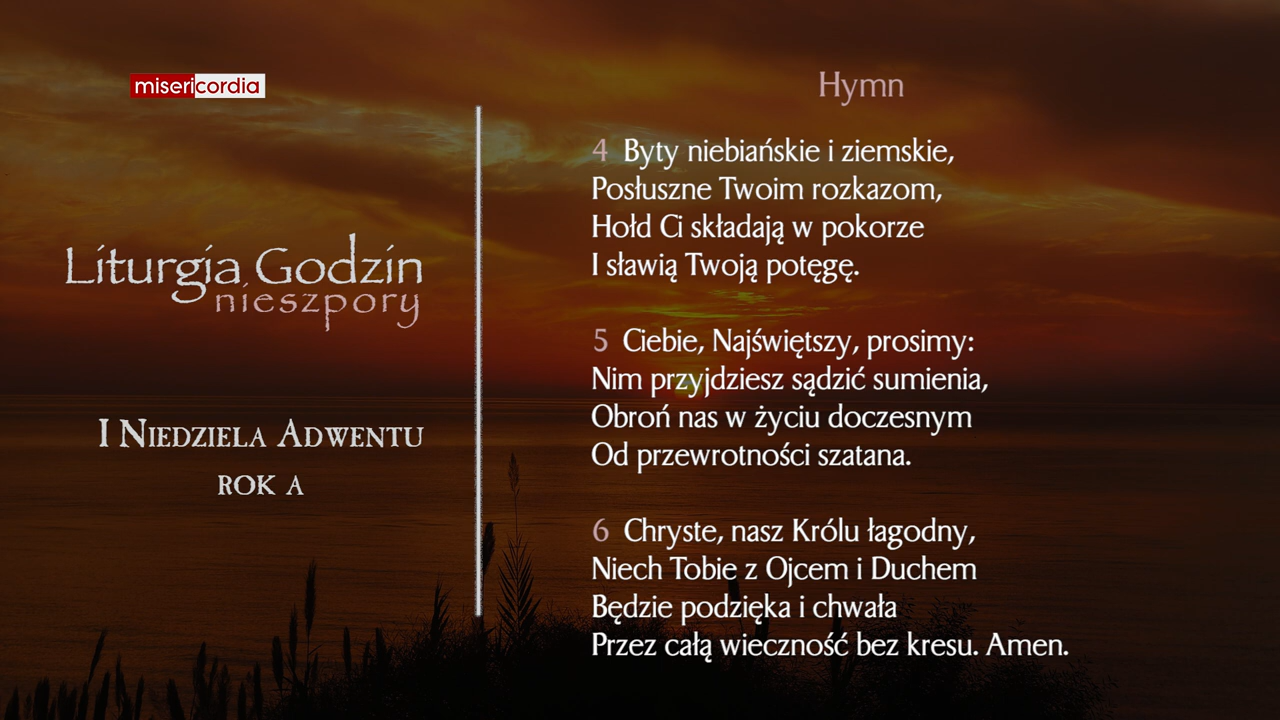 misericordia
Liturgia Godzin
nieszpory
I Niedziela Adwentu
rok A
Hymn
4 Byty niebiańskie i ziemskie,
Posłuszne Twoim rozkazom,
Hołd Ci składają w pokorze
I sławią Twoją potęgę.
5 Ciebie, Najświętszy, prosimy:
Nim przyjdziesz sądzić sumienia,
Obroń nas w życiu doczesnym
Od przewrotności szatana.
6 Chryste, nasz Królu łagodny,
Niech Tobie z Ojcem i Duchem
Będzie podzięka i chwała
Przez całą wieczność bez kresu. Amen.